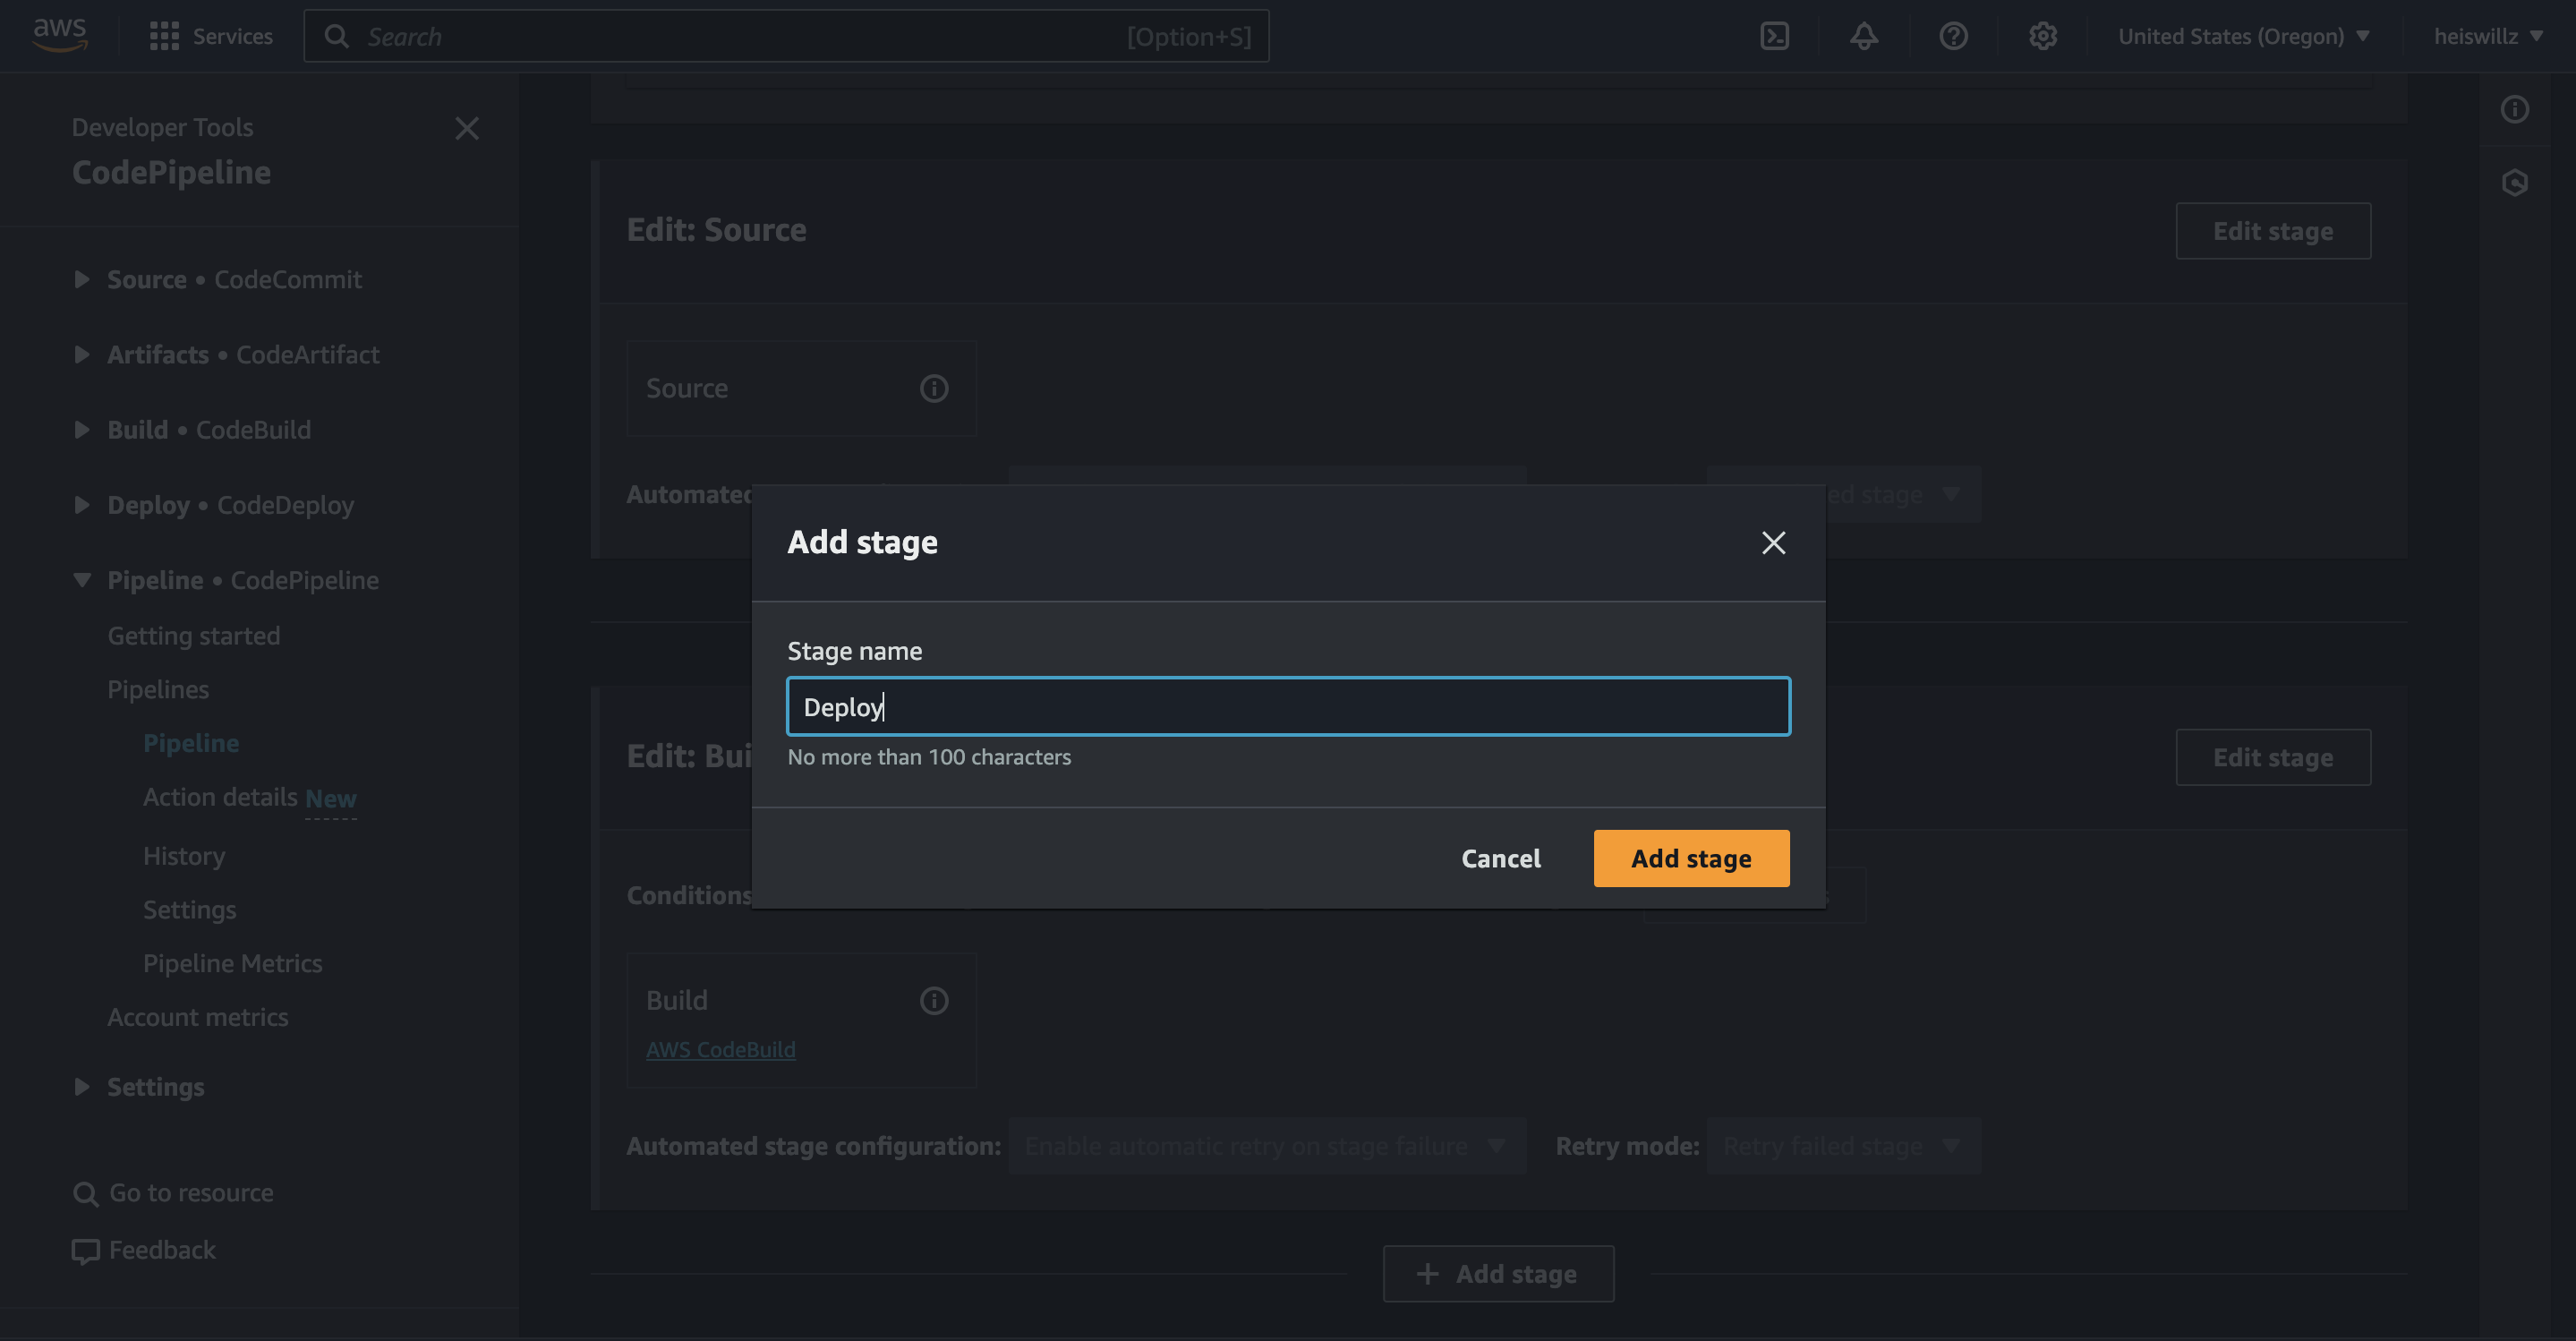 aws
Services
Search
[Option+S]
United States (Oregon)
heiswillz
Developer Tools
CodePipeline
Source • CodeCommit
Artifacts • CodeArtifact
Build • CodeBuild
Deploy • CodeDeploy
Pipeline • CodePipeline
Getting started
Pipelines
Pipeline
Action details New
History
Settings
Pipeline Metrics
Account metrics
Settings
Go to resource
Feedback
Edit: Source
Edit stage
Source
Automated
ed stage
Add stage
Stage name
Deploy
No more than 100 characters
Cancel
Add stage
Edit: Bui
Edit stage
Conditions
Build
AWS CodeBuild
Automated stage configuration: Enable automatic retry on stage failure Retry mode: Retry failed stage
+ Add stage